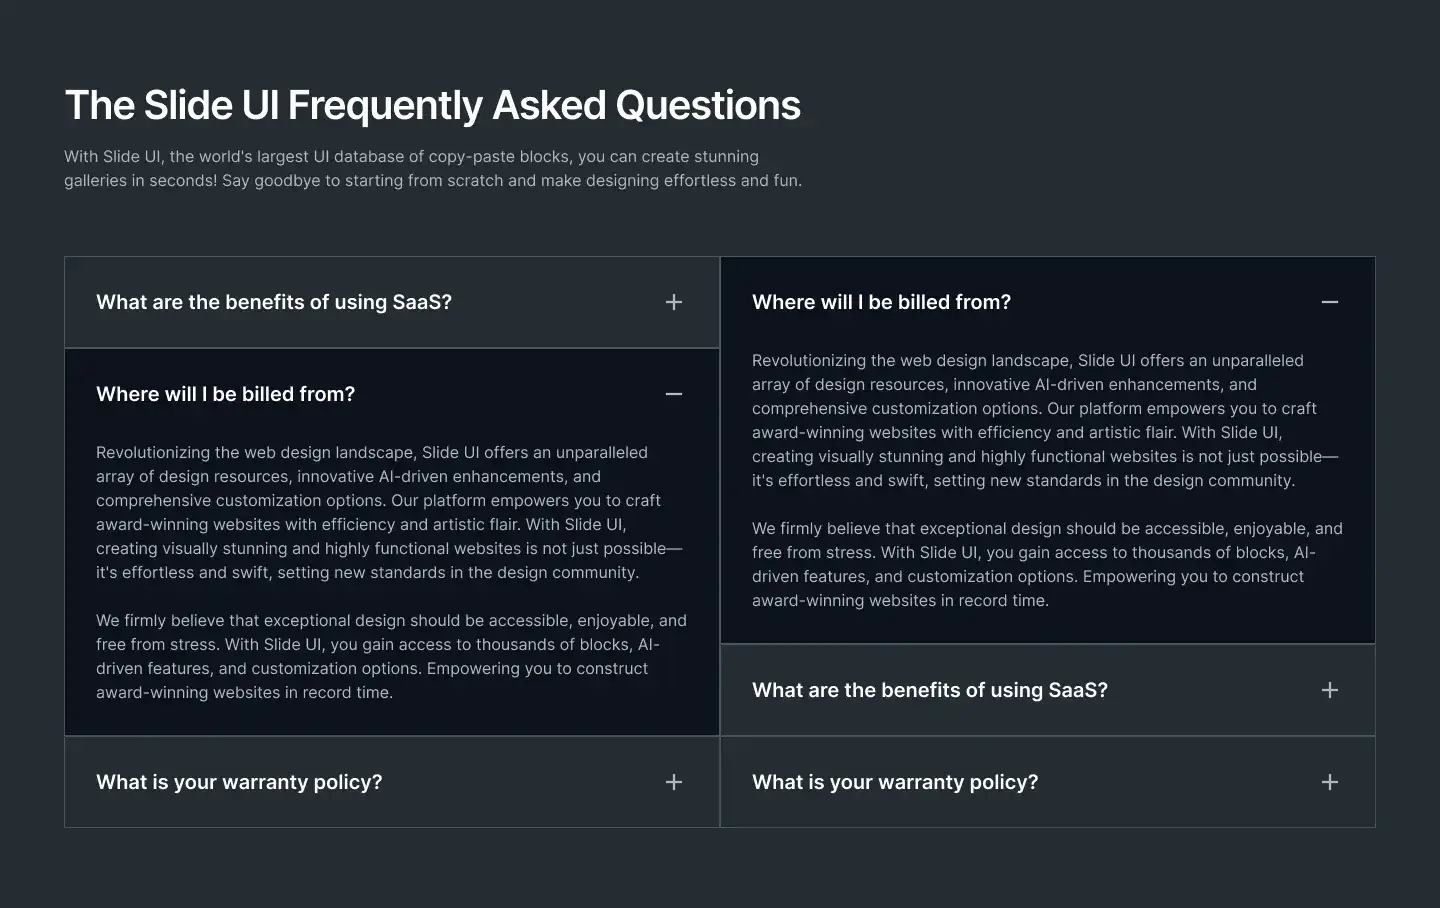 The Slide UI Frequently Asked Questions
With Slide UI, the world's largest UI database of copy-paste blocks, you can create stunning
galleries in seconds! Say goodbye to starting from scratch and make designing effortless and fun.
What are the benefits of using SaaS?
Where will I be billed from?
Revolutionizing the web design landscape, Slide UI offers an unparalleled
array of design resources, innovative AI-driven enhancements, and
comprehensive customization options. Our platform empowers you to craft
award-winning websites with efficiency and artistic flair. With Slide UI,
creating visually stunning and highly functional websites is not just possible—
it's effortless and swift, setting new standards in the design community.
We firmly believe that exceptional design should be accessible, enjoyable, and
free from stress. With Slide UI, you gain access to thousands of blocks, AI-
driven features, and customization options. Empowering you to construct
award-winning websites in record time.
What is your warranty policy?
Where will I be billed from?
Revolutionizing the web design landscape, Slide UI offers an unparalleled
array of design resources, innovative AI-driven enhancements, and
comprehensive customization options. Our platform empowers you to craft
award-winning websites with efficiency and artistic flair. With Slide UI,
creating visually stunning and highly functional websites is not just possible—
it's effortless and swift, setting new standards in the design community.
We firmly believe that exceptional design should be accessible, enjoyable, and
free from stress. With Slide UI, you gain access to thousands of blocks, AI-
driven features, and customization options. Empowering you to construct
award-winning websites in record time.
What are the benefits of using SaaS?
What is your warranty policy?